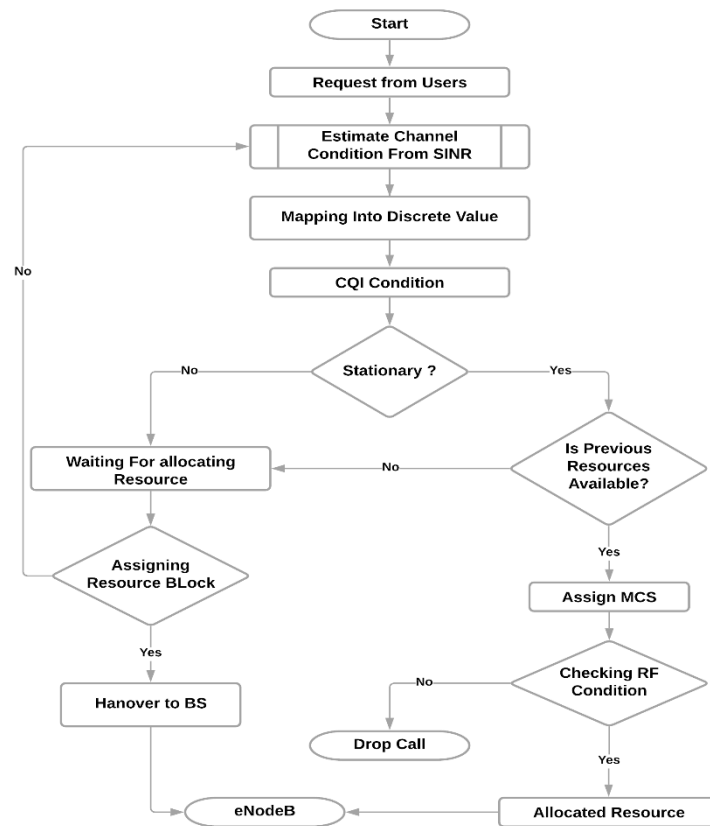 Start
Request from Users
Estimate Channel
Condition From SINR
Mapping Into Discrete Value
No
CQI Condition
Stationary ?
No
Yes
Waiting For allocating
Resource
No
Is Previous
Resources
Available?
Assigning
Resource BLock
Yes
Assign MCS
Yes
Hanover to BS
No
Checking RF
Condition
Drop Call
Yes
eNodeB
Allocated Resource